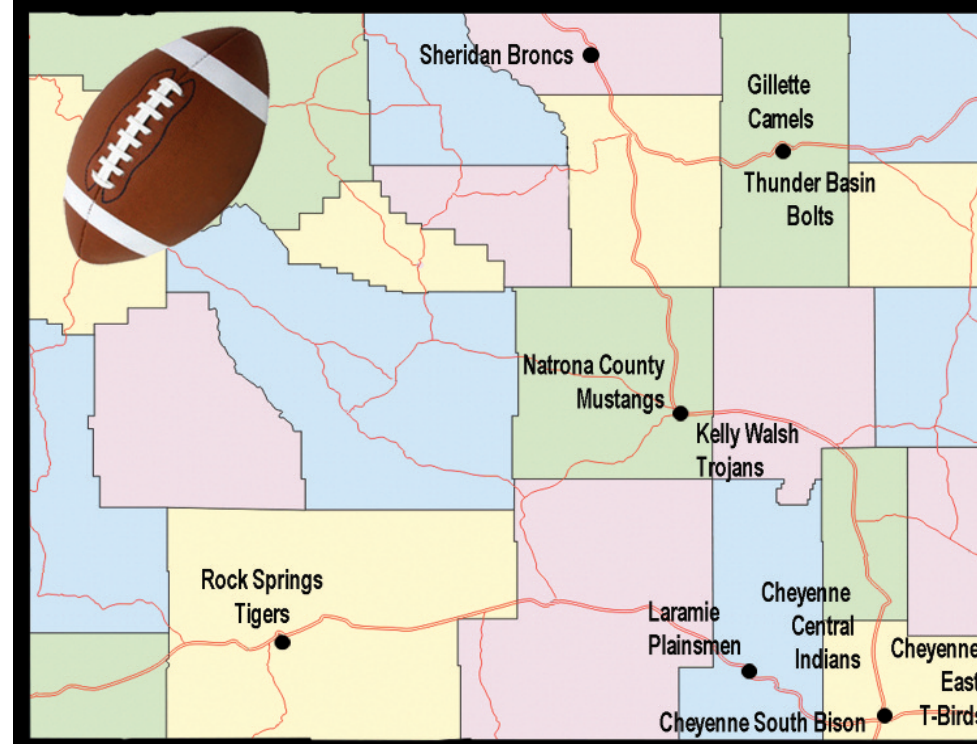 Sheridan Broncs
Gillette
Camels
Thunder Basin
Bolts
Natrona County
Mustangs
Kelly Walsh
Trojans
Rock Springs
Tigers
Laramie
Plainsmen
Cheyenne
Central
Indians
Cheyenne
East
T-Birds
Cheyenne South Bison